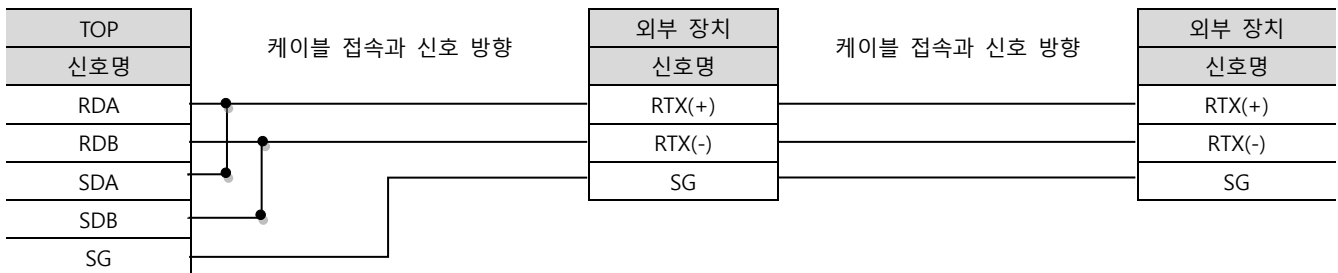 TOP 케이블 접속과 신호 방향 외부 장치 케이블 접속과 신호 방향 외부 장치
신호명 신호명 신호명
RDA RTX(+) RTX(+)
RDB RTX(-) RTX(-)
SDA SG SG
SDB
SG